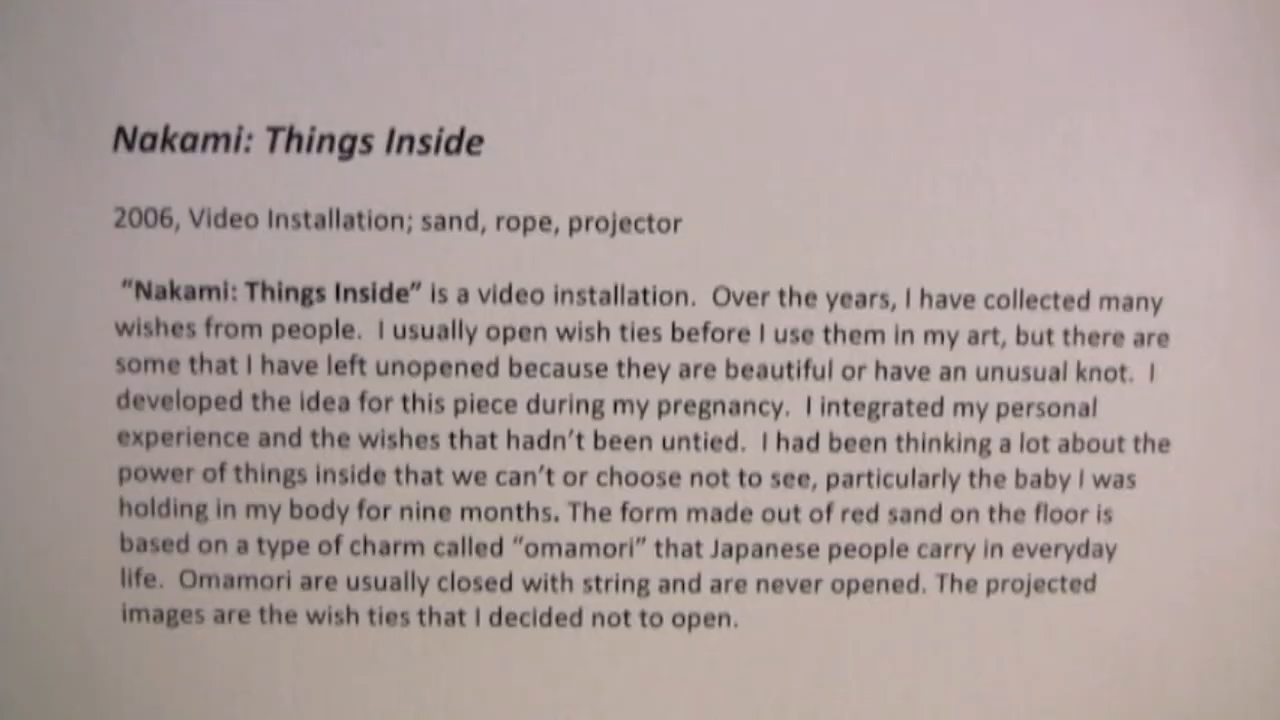 Nakami: Things Inside
2006, Video Installation; sand, rope, projector
“Nakami: Things Inside” is a video installation.  Over the years, I have collected many
wishes from people.  I usually open wish ties before I use them in my art, but there are
some that I have left unopened because they are beautiful or have an unusual knot.  I
developed the idea for this piece during my pregnancy.  I integrated my personal
experience and the wishes that hadn’t been untied.  I had been thinking a lot about the
power of things inside that we can’t or choose not to see, particularly the baby I was
holding in my body for nine months. The form made out of red sand on the floor is
based on a type of charm called “omamori” that Japanese people carry in everyday
life.  Omamori are usually closed with string and are never opened. The projected
images are the wish ties that I decided not to open.